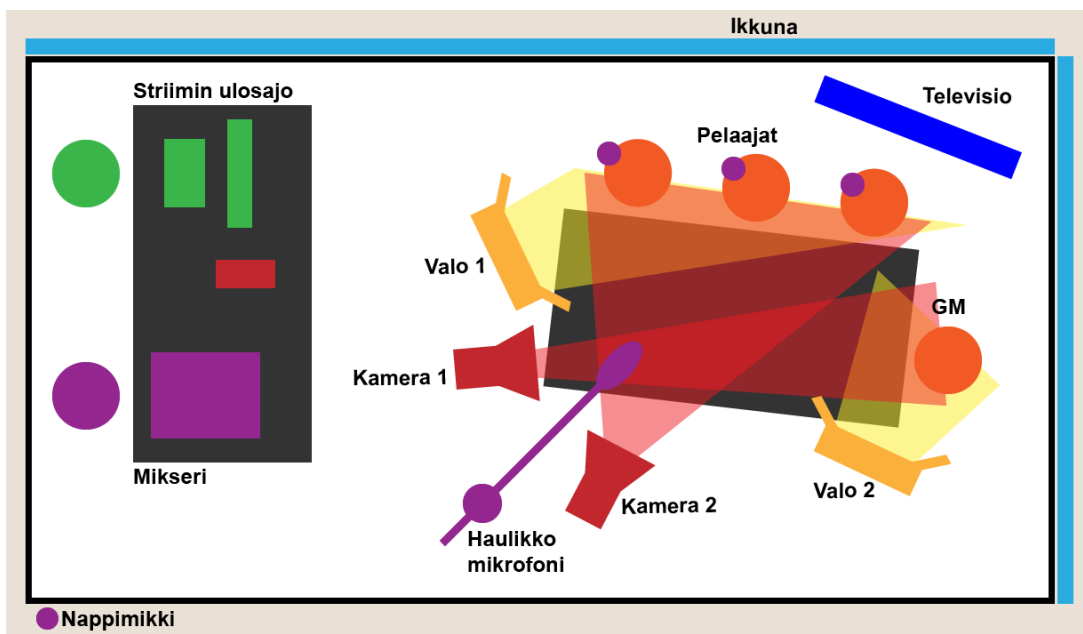 Ikkuna
Striimin ulosajo
Televisio
Pelaajat
Valo 1
GM
Kamera 1
Mikseri
Valo 2
Kamera 2
Haulikko
mikrofoni
Nappimikki